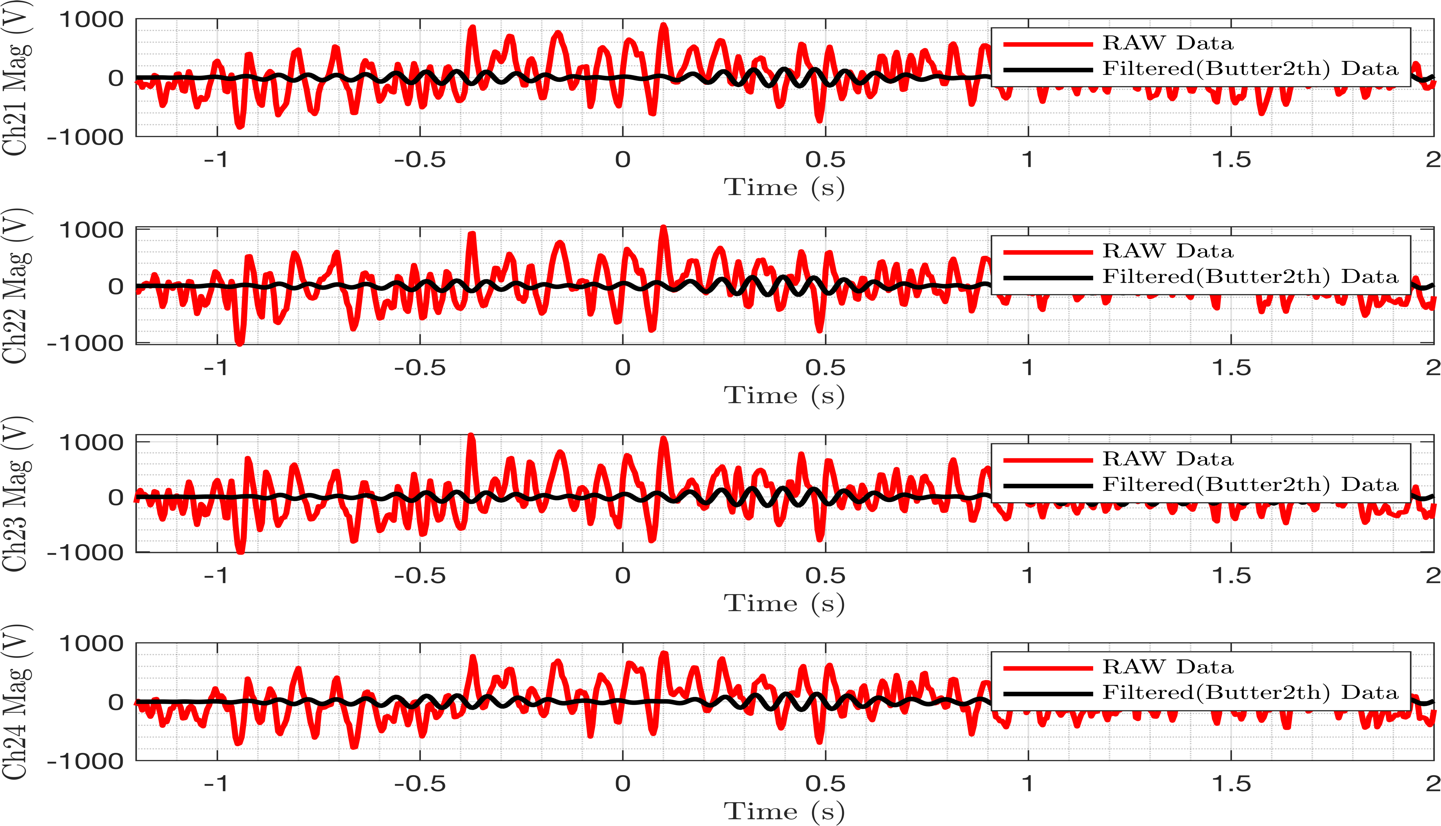 Ch21 Mag (V)
1000
0
-1000
RAW Data
Filtered(Butter2th) Data
-1 -0.5 0 0.5 1 1.5 2
Time (s)
Ch22 Mag (V)
1000
0
-1000
RAW Data
Filtered(Butter2th) Data
-1 -0.5 0 0.5 1 1.5 2
Time (s)
Ch23 Mag (V)
1000
0
-1000
RAW Data
Filtered(Butter2th) Data
-1 -0.5 0 0.5 1 1.5 2
Time (s)
Ch24 Mag (V)
1000
0
-1000
RAW Data
Filtered(Butter2th) Data
-1 -0.5 0 0.5 1 1.5 2
Time (s)